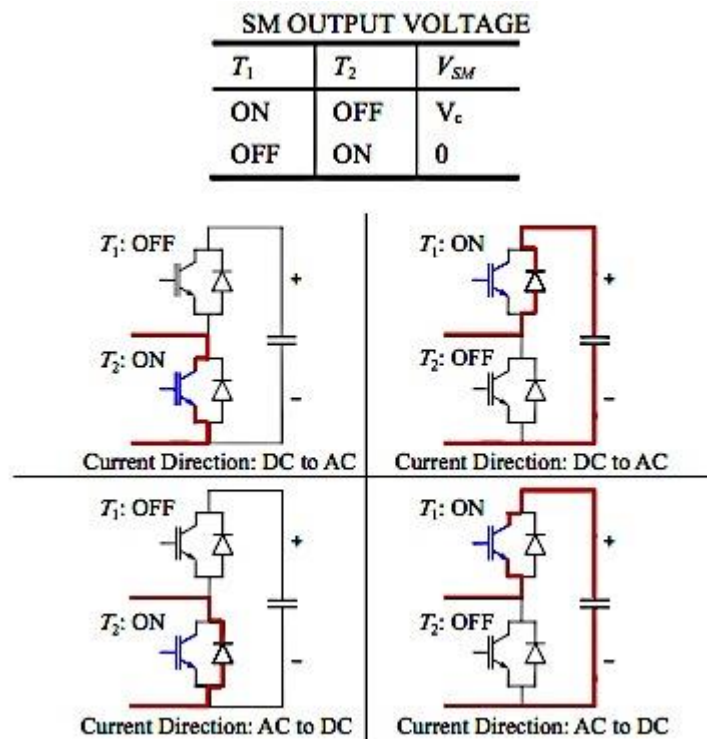 SM OUTPUT VOLTAGE
T1 T2 VSM
ON OFF Vc
OFF ON 0
T1: OFF
+
T2: ON
−
Current Direction: DC to AC
T1: ON
+
T2: OFF
−
Current Direction: DC to AC
T1: OFF
+
T2: ON
−
Current Direction: AC to DC
T1: ON
+
T2: OFF
−
Current Direction: AC to DC